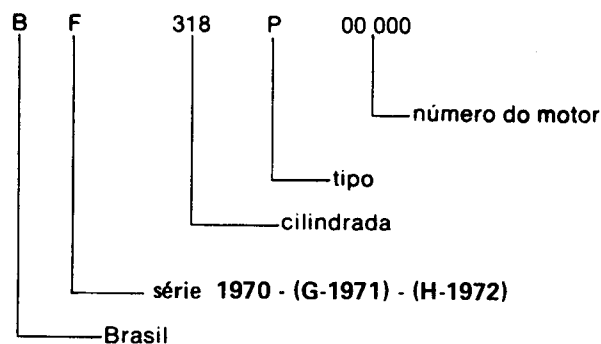 B F 318 P 00 000
número do motor
tipo
cilindrada
série 1970 - (G-1971) - (H-1972)
Brasil